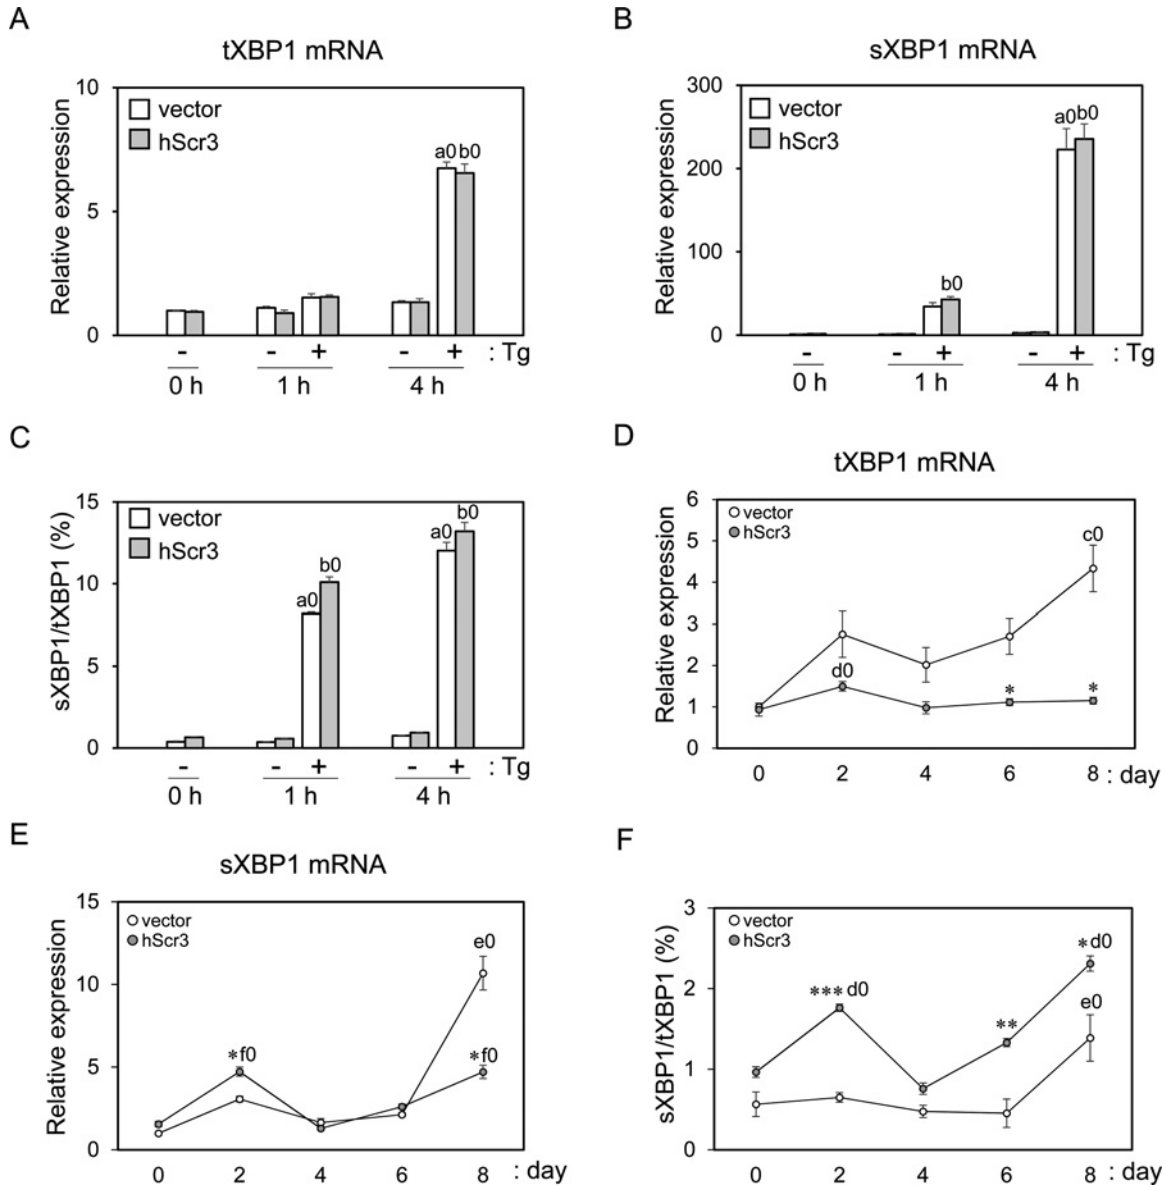 A
tXBP1 mRNA
Relative expression
10
5
0
vector
hScr3
a0 b0
- - + - + : Tg
0 h 1 h 4 h
B
sXBP1 mRNA
Relative expression
300
200
100
0
vector
hScr3
a0 b0
b0
- - + - + : Tg
0 h 1 h 4 h
C
sXBP1/tXBP1 (%)
15
10
5
0
vector
hScr3
b0
a0
b0
a0
- - + - + : Tg
0 h 1 h 4 h
D
tXBP1 mRNA
Relative expression
6
5
4
3
2
1
0
vector
hScr3
c0
d0
* *
0 2 4 6 8 : day
E
sXBP1 mRNA
Relative expression
15
10
5
0
vector
hScr3
e0
*f0 *f0
0 2 4 6 8 : day
F
sXBP1/tXBP1 (%)
3
2
1
0
vector
hScr3
*d0
***d0
**
e0
0 2 4 6 8 : day